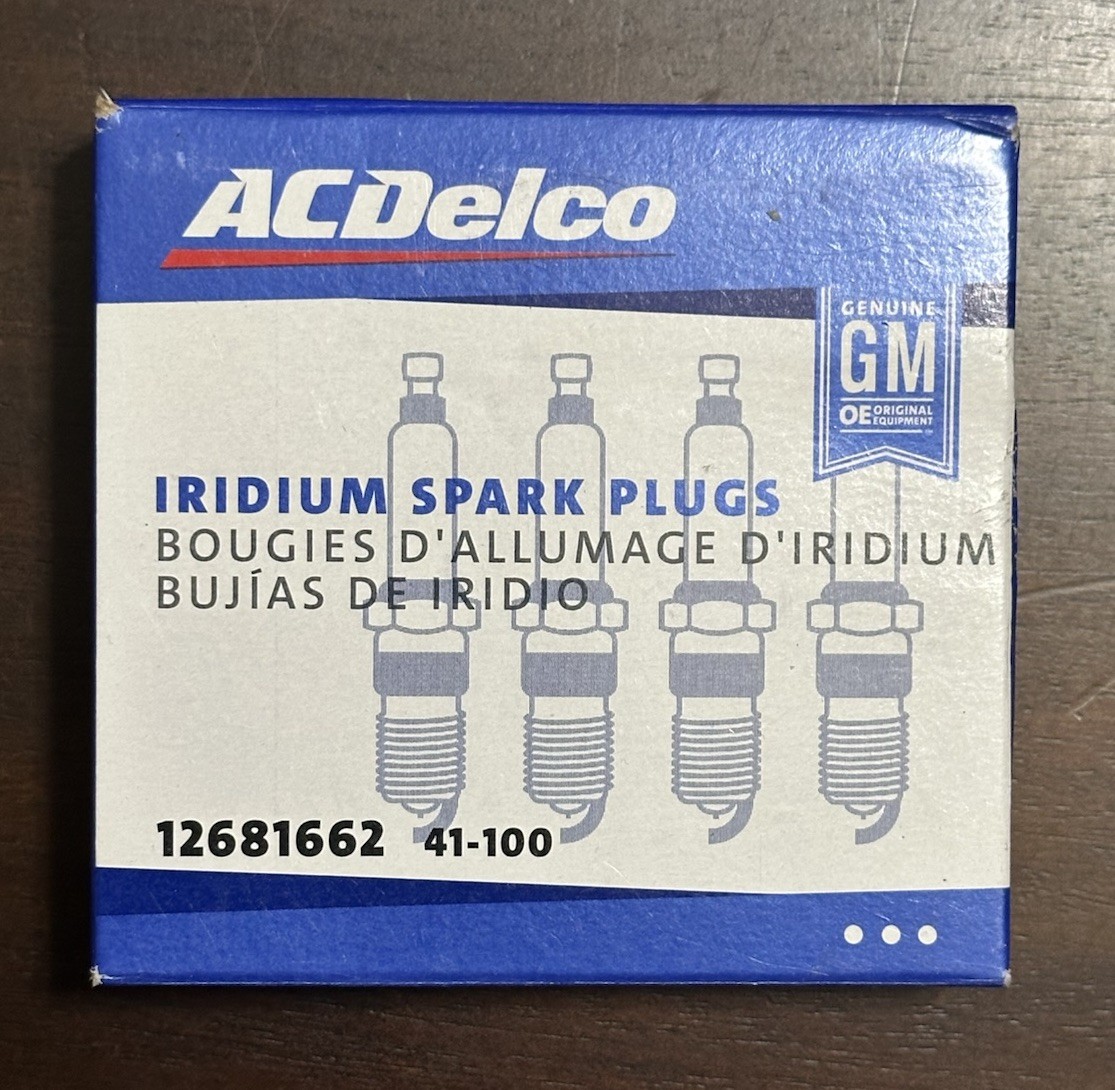 ACDelco
GENUINE
GM
OE ORIGINAL EQUIPMENT
IRIDIUM SPARK PLUGS
BOUGIES D'ALLUMAGE D'IRIDIUM
BUJÍAS DE IRIDIO
12681662 41-100